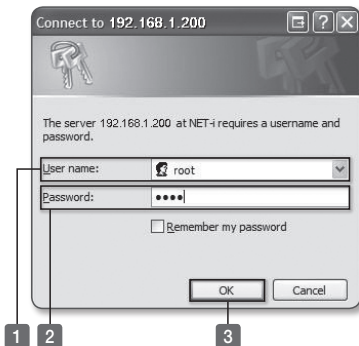 Connect to 192.168.1.200
The server 192.168.1.200 at NET-i requires a username and
password.
User name: root
Password: ••••
Remember my password
OK Cancel
1 2 3